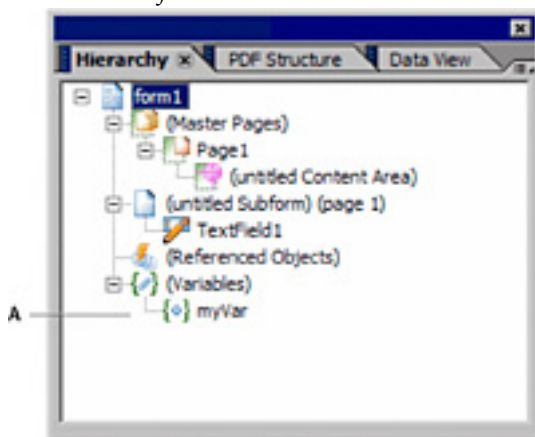 Hierarchy PDF Structure Data View
form1
(Master Pages)
Page1
(untitled Content Area)
(untitled Subform) (page 1)
TextField1
(Referenced Objects)
(Variables)
A myVar